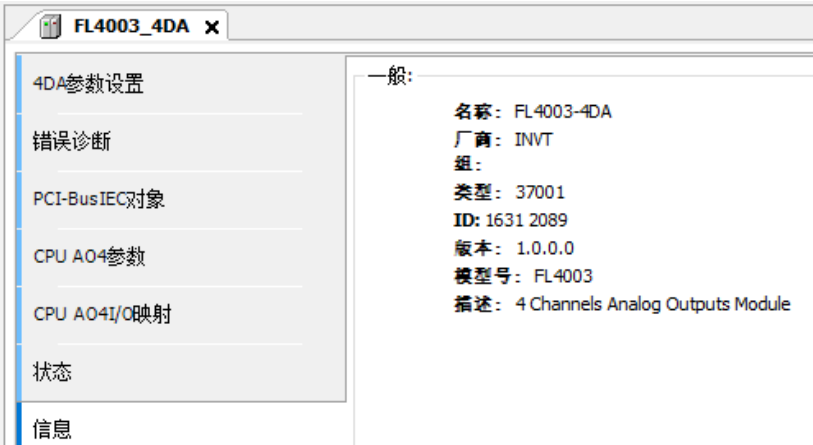 FL4003_4DA
4DA参数设置
错误诊断
PCI-BusIEC对象
CPU AO4参数
CPU AO4I/O映射
状态
信息
一般:
名称: FL4003-4DA
厂商: INVT
组:
类型: 37001
ID: 1631 2089
版本: 1.0.0.0
模型号: FL4003
描述: 4 Channels Analog Outputs Module